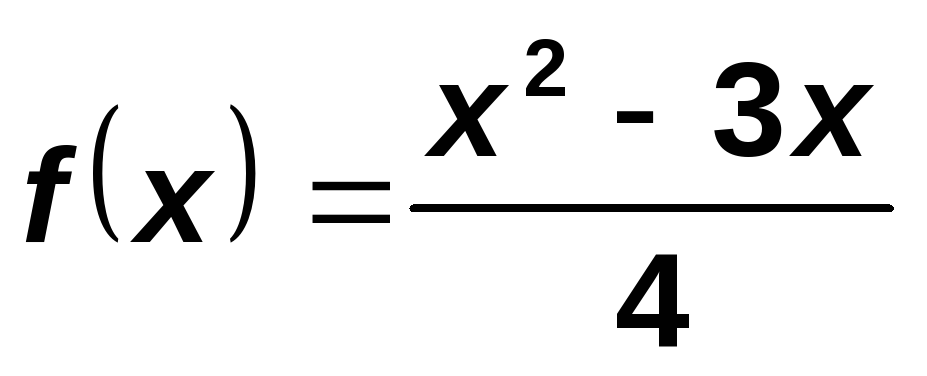 f(x) = (x² - 3x) / 4